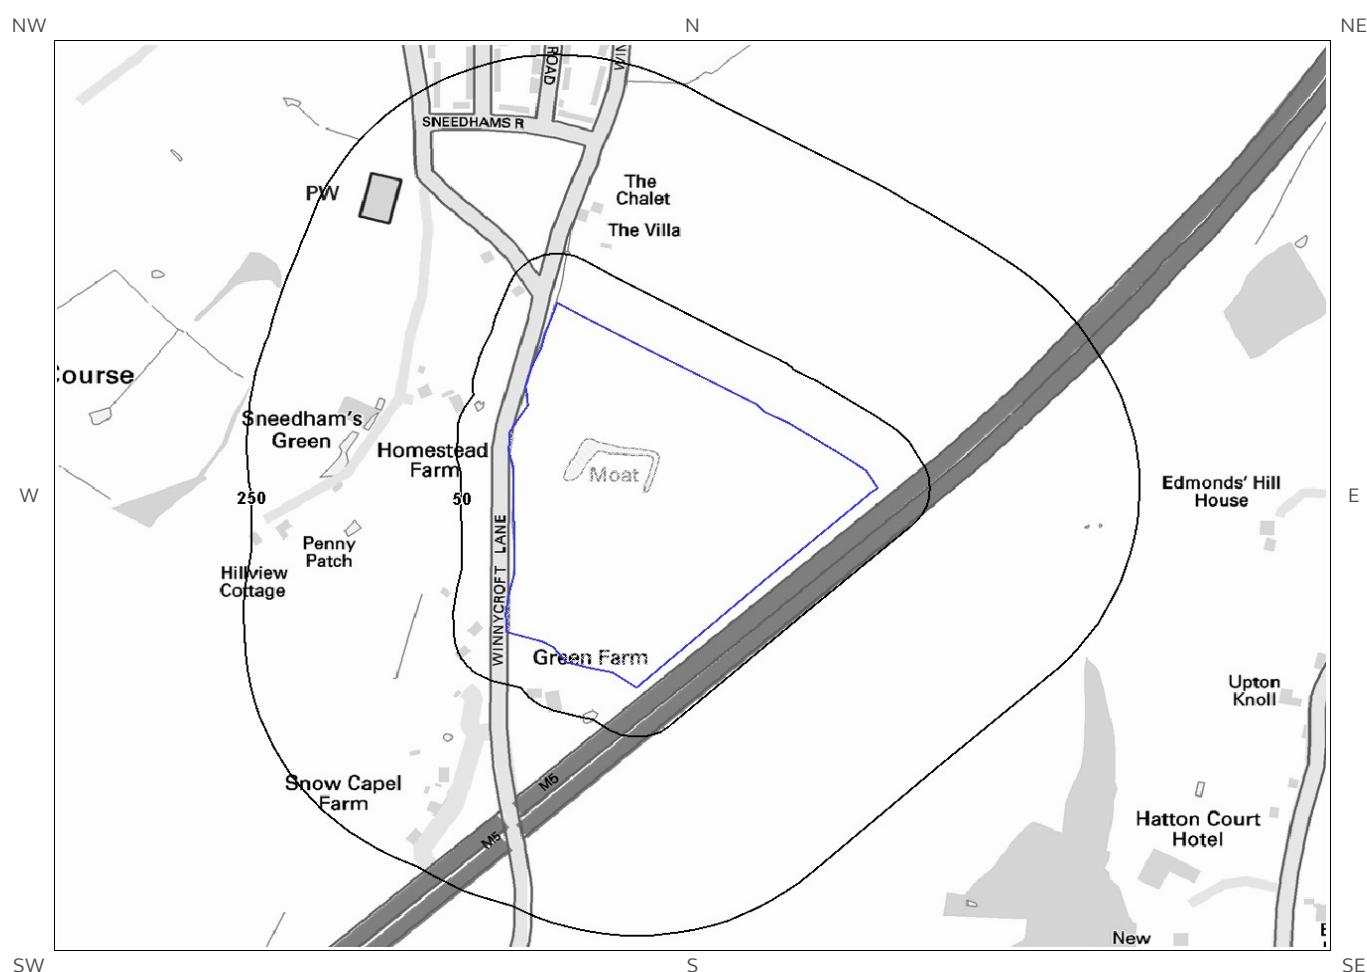 NW
N
NE
ROAD
WIN
SNEEDHAMS R
PW
The
Chalet
The Villa
Course
Sneedham's
Green
Homestead
Farm
Moat
W
250
50
E
Edmonds' Hill
House
WINNYCROFT LANE
Penny
Patch
Hillview
Cottage
Green Farm
Upton
Knoll
Snow Capel
Farm
M5
M5
Hatton Court
Hotel
New
SW
S
SE